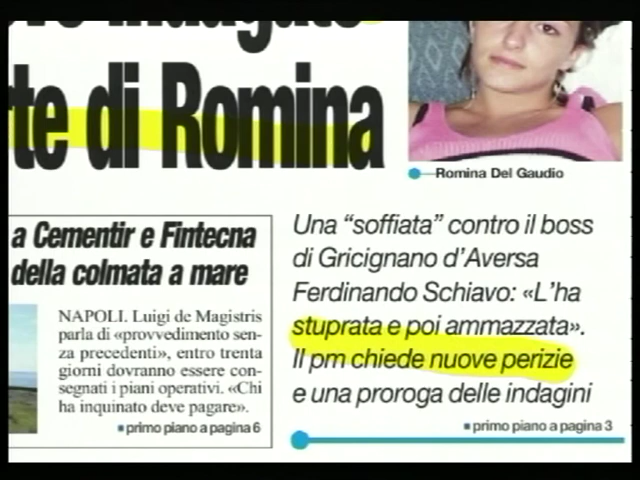 indagato
rte di Romina
Romina Del Gaudio
a Cementir e Fintecna
della colmata a mare
NAPOLI. Luigi de Magistris
parla di «provvedimento sen-
za precedenti», entro trenta
giorni dovranno essere con-
segnati i piani operativi. «Chi
ha inquinato deve pagare».
primo piano a pagina 6
Una “soffiata” contro il boss
di Gricignano d’Aversa
Ferdinando Schiavo: «L’ha
stuprata e poi ammazzata».
Il pm chiede nuove perizie
e una proroga delle indagini
primo piano a pagina 3